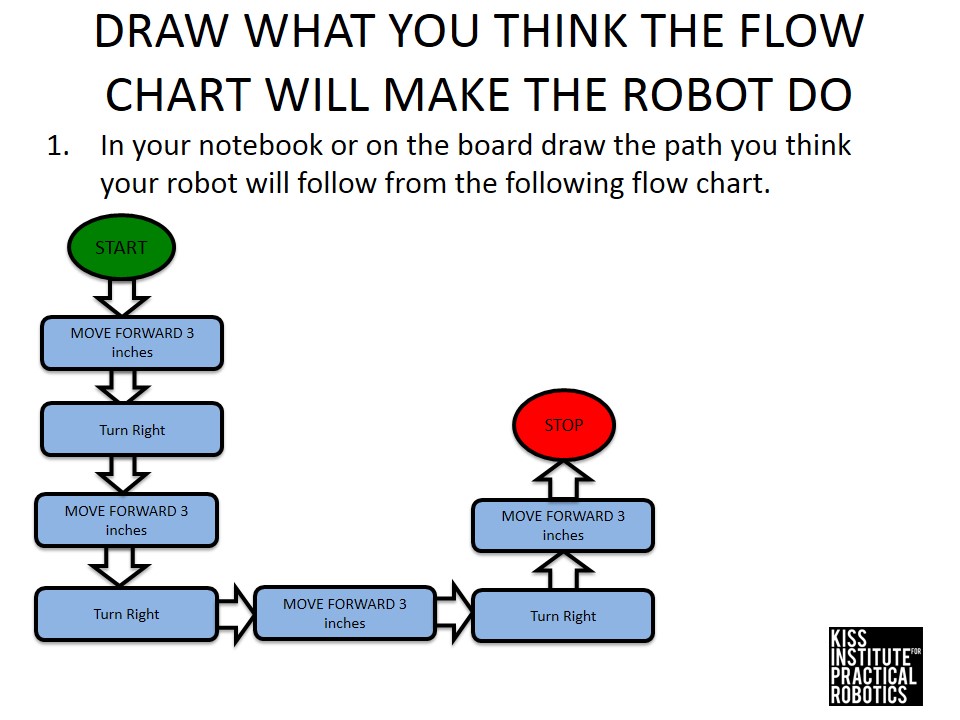 DRAW WHAT YOU THINK THE FLOW
CHART WILL MAKE THE ROBOT DO
1. In your notebook or on the board draw the path you think
your robot will follow from the following flow chart.
START
MOVE FORWARD 3
inches
Turn Right
MOVE FORWARD 3
inches
Turn Right
MOVE FORWARD 3
inches
Turn Right
MOVE FORWARD 3
inches
STOP
KISS
INSTITUTE FOR
PRACTICAL
ROBOTICS